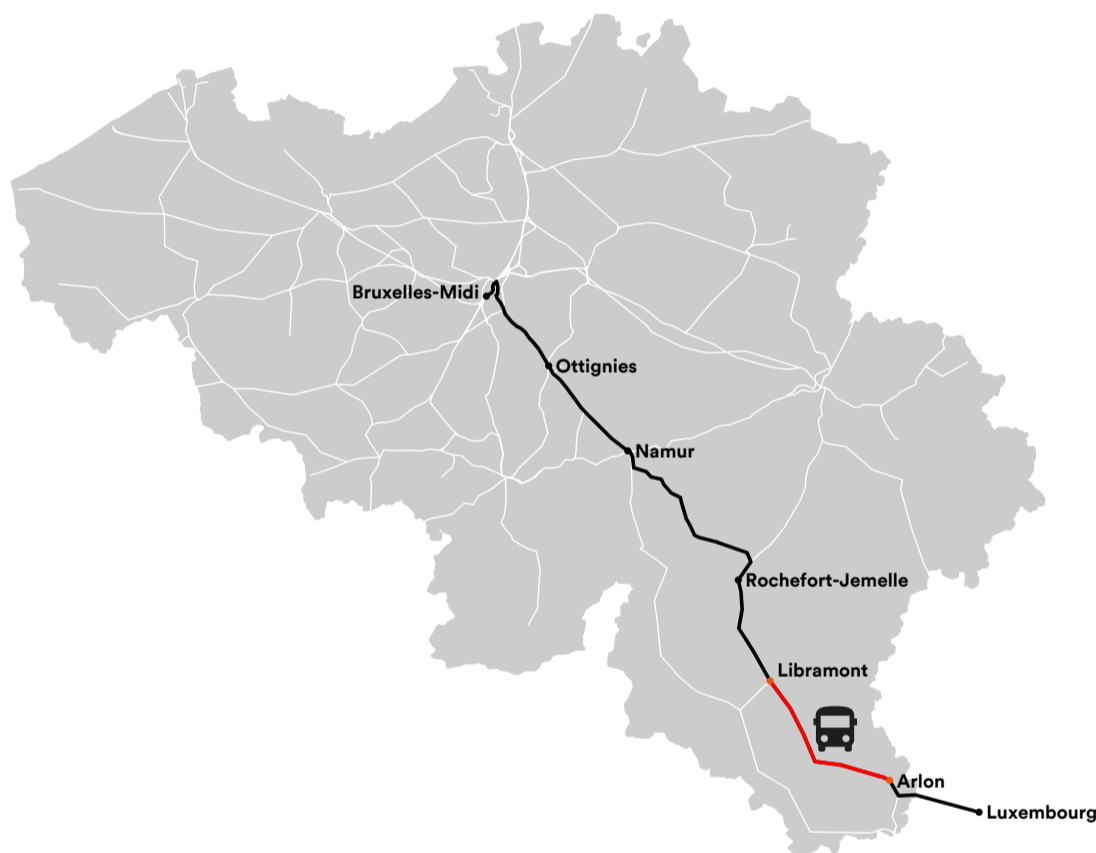 Bruxelles-Midi
Ottignies
Namur
Rochefort-Jemelle
Libramont
Arlon
Luxembourg